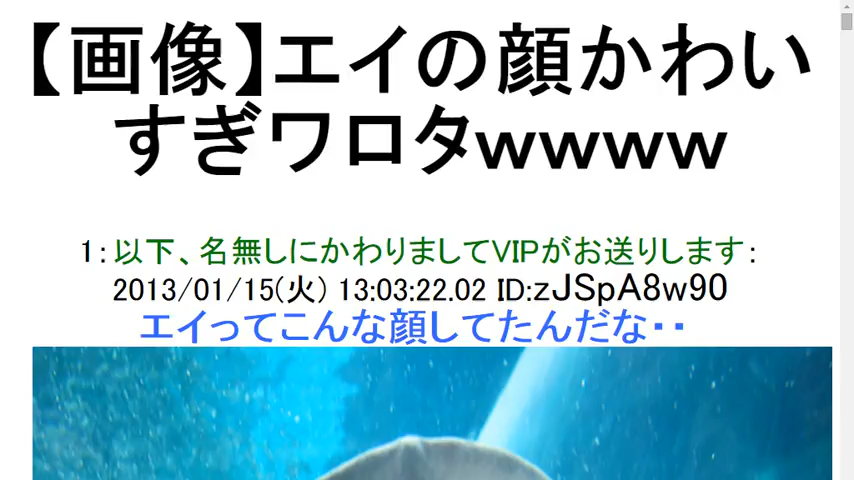 【画像】エイの顔かわい
すぎワロタwwww
1：以下、名無しにかわりましてVIPがお送りします：
2013/01/15(火) 13:03:22.02 ID:zJSpA8w90
エイってこんな顔してたんだな・・